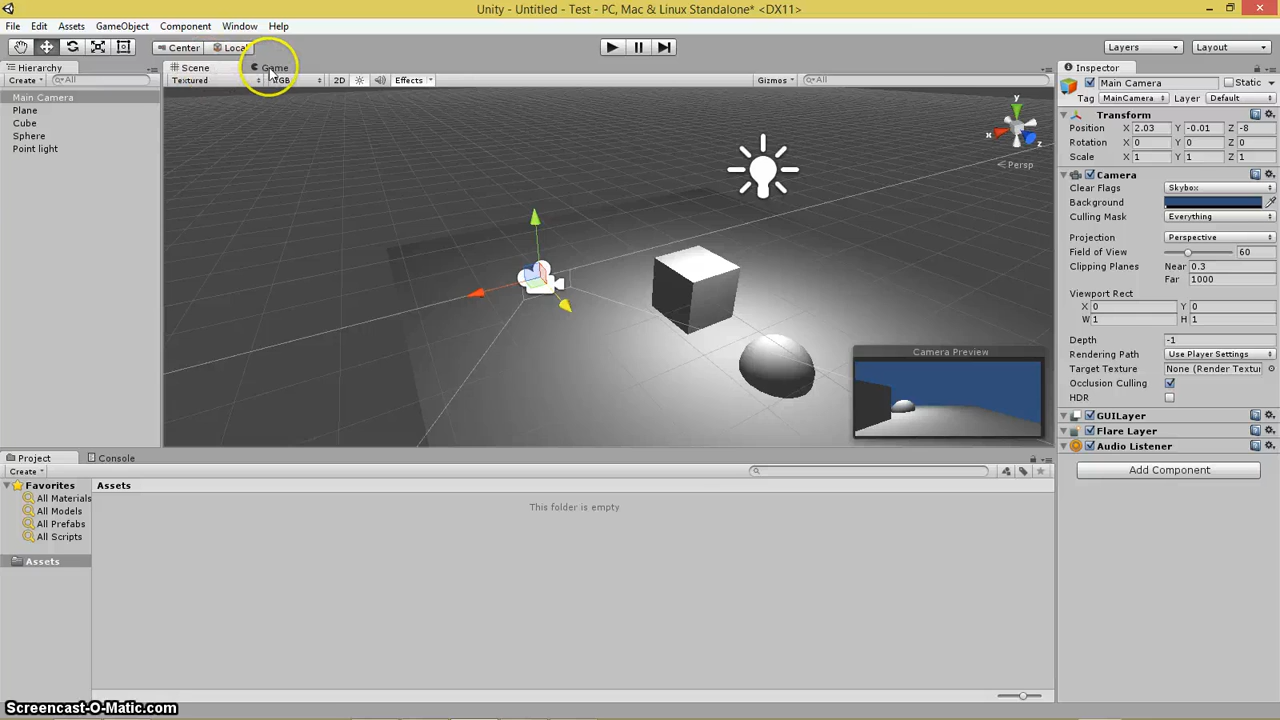 Unity - Untitled - Test - PC, Mac & Linux Standalone* <DX11>
File Edit Assets GameObject Component Window Help
Center Local Layers Layout
Hierarchy Scene Game Inspector
Create All Textured RGB 2D Effects Gizmos All
Main Camera
Plane
Cube
Sphere
Point light
y
x
z
Persp
Camera Preview
Main Camera Static
Tag MainCamera Layer Default
Transform
Position X 2.03 Y -0.01 Z -8
Rotation X 0 Y 0 Z 0
Scale X 1 Y 1 Z 1
Camera
Clear Flags Skybox
Background
Culling Mask Everything
Projection Perspective
Field of View 60
Clipping Planes Near 0.3
Far 1000
Viewport Rect
X 0 Y 0
W 1 H 1
Depth -1
Rendering Path Use Player Settings
Target Texture None (Render Textur
Occlusion Culling
HDR
GUILayer
Flare Layer
Audio Listener
Add Component
Project Console
Create
Favorites
All Materials
All Models
All Prefabs
All Scripts
Assets
Assets
This folder is empty
Screencast-O-Matic.com